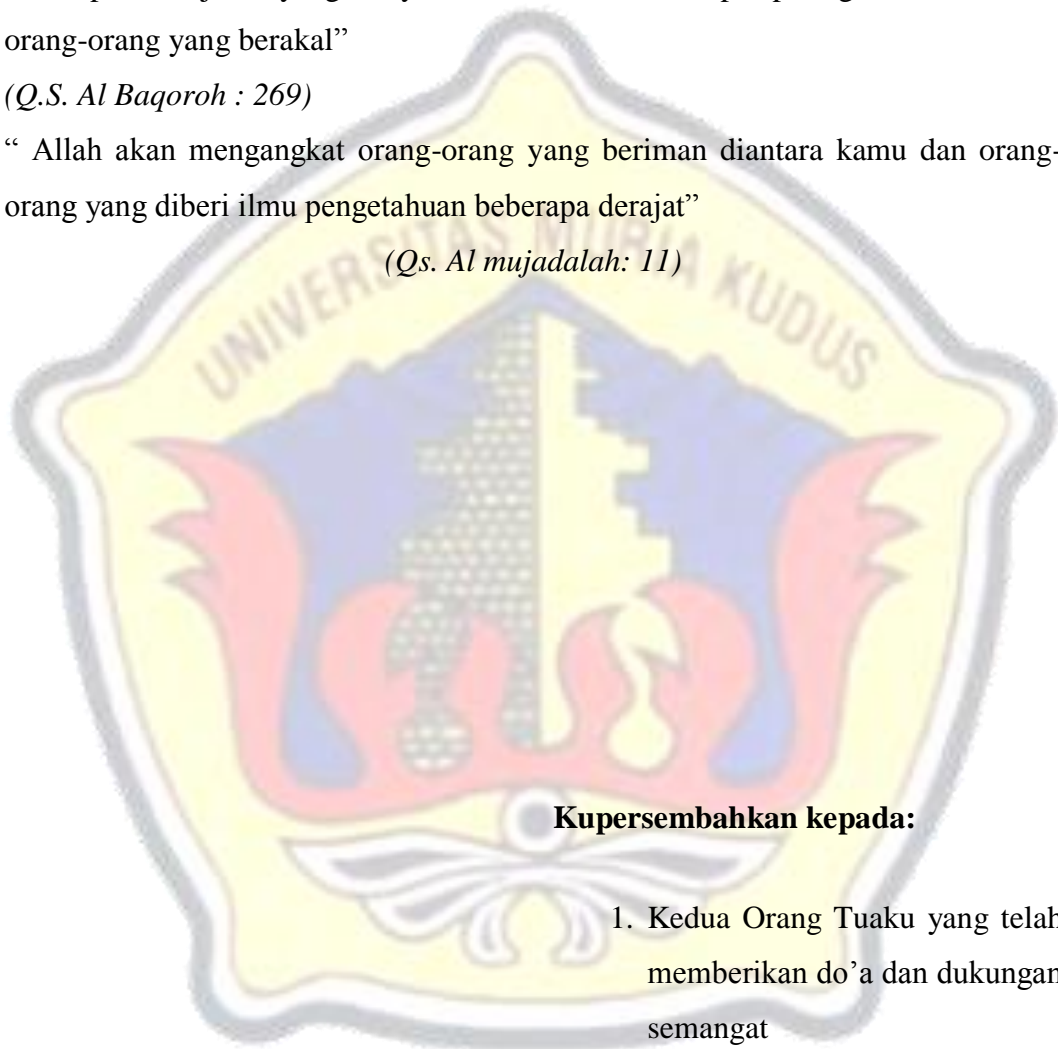 orang-orang yang berakal”
(Q.S. Al Baqoroh : 269)
“ Allah akan mengangkat orang-orang yang beriman diantara kamu dan orang-
orang yang diberi ilmu pengetahuan beberapa derajat”
(Qs. Al mujadalah: 11)
UNIVERSITAS MURIA KUDUS
Kupersembahkan kepada:
1. Kedua Orang Tuaku yang telah
memberikan do’a dan dukungan
semangat